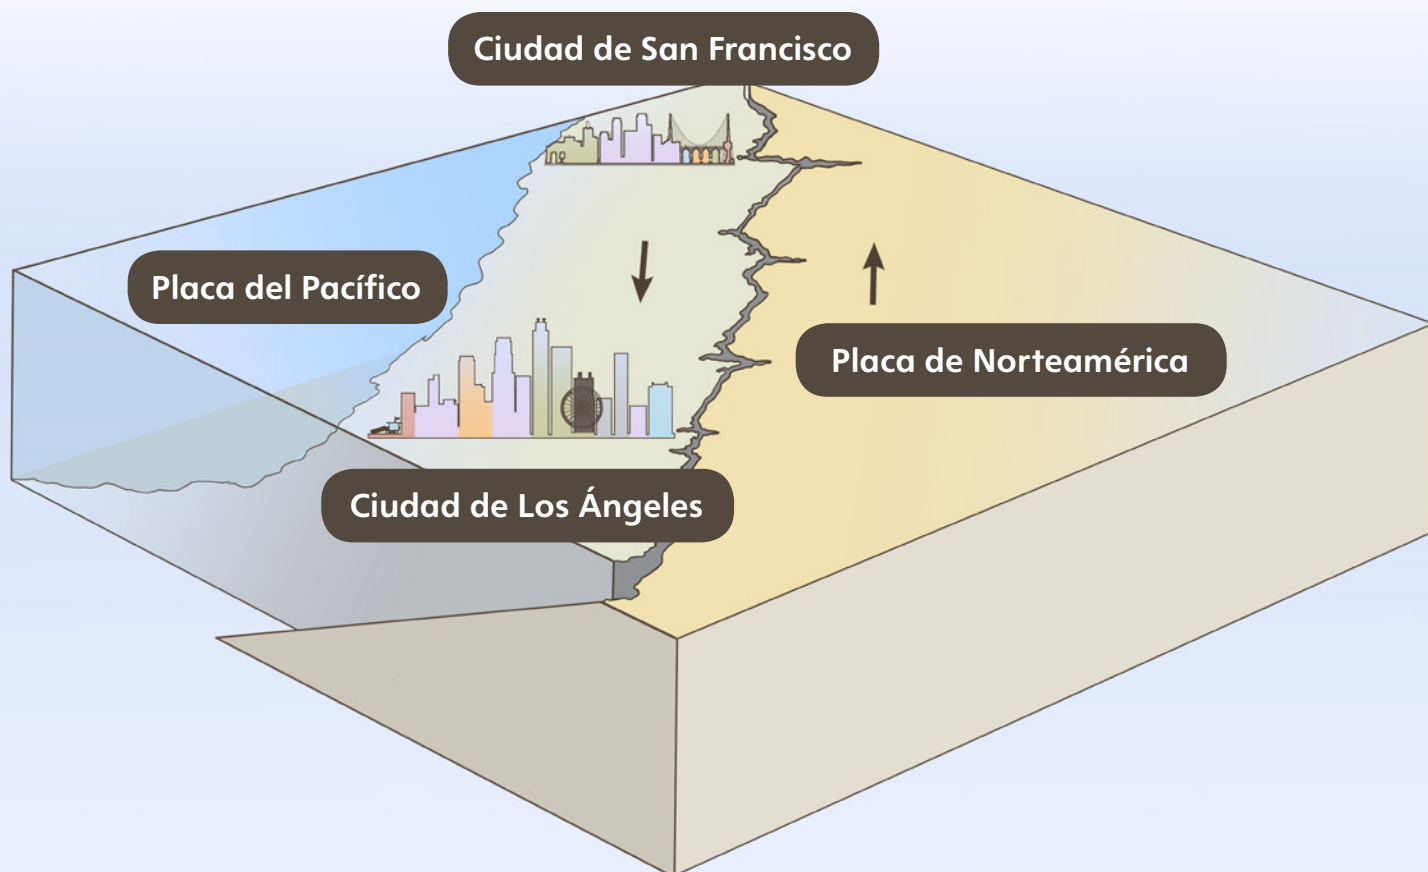 Ciudad de San Francisco
Placa del Pacífico
Placa de Norteamérica
Ciudad de Los Ángeles